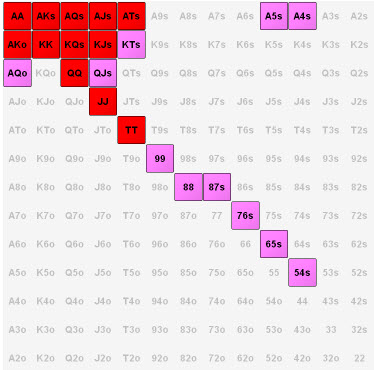 AA AKs AQs AJs ATs A9s A8s A7s A6s A5s A4s A3s A2s
AKo KK KQs KJs KTs K9s K8s K7s K6s K5s K4s K3s K2s
AQo KQo QQ QJs QTs Q9s Q8s Q7s Q6s Q5s Q4s Q3s Q2s
AJo KJo QJo JJ JTs J9s J8s J7s J6s J5s J4s J3s J2s
ATo KTo QTo JTo TT T9s T8s T7s T6s T5s T4s T3s T2s
A9o K9o Q9o J9o T9o 99 98s 97s 96s 95s 94s 93s 92s
A8o K8o Q8o J8o T8o 98o 88 87s 86s 85s 84s 83s 82s
A7o K7o Q7o J7o T7o 97o 87o 77 76s 75s 74s 73s 72s
A6o K6o Q6o J6o T6o 96o 86o 76o 66 65s 64s 63s 62s
A5o K5o Q5o J5o T5o 95o 85o 75o 65o 55 54s 53s 52s
A4o K4o Q4o J4o T4o 94o 84o 74o 64o 54o 44 43s 42s
A3o K3o Q3o J3o T3o 93o 83o 73o 63o 53o 43o 33 32s
A2o K2o Q2o J2o T2o 92o 82o 72o 62o 52o 42o 32o 22